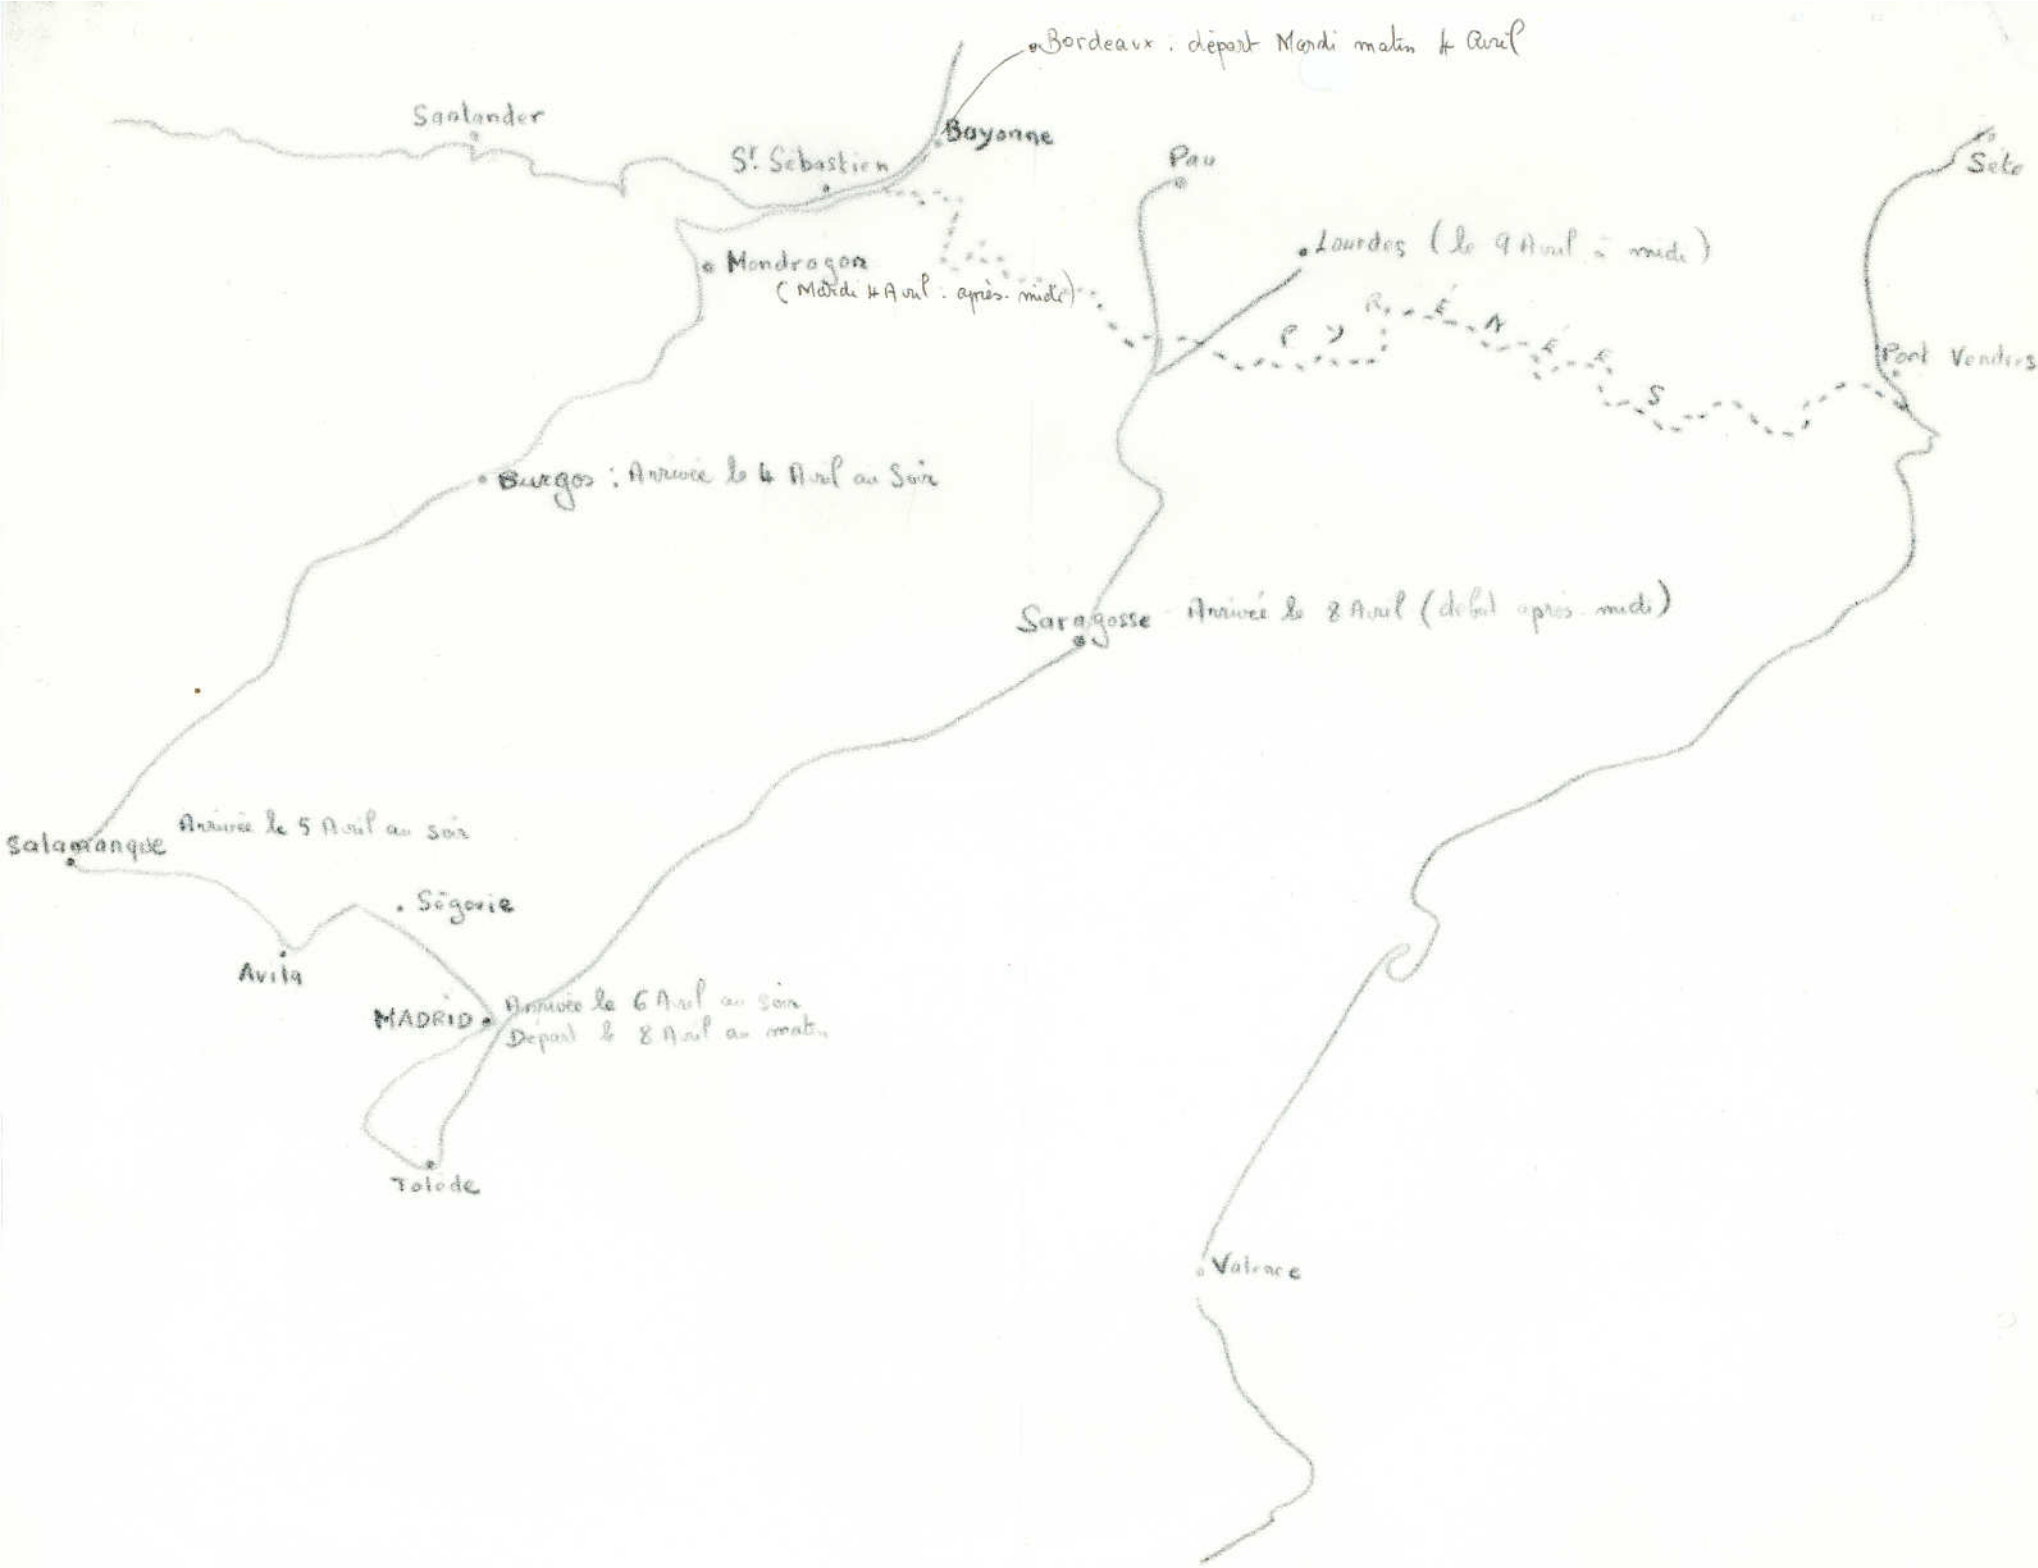 Bordeaux : départ Mardi matin 4 Avril
Santander
Bayonne
St. Sébastien
Pau
Sète
Lourdes (le 9 Avril à midi)
Mondragon
(Mardi 4 Avril . après-midi)
PYRÉNÉES
Port Vendres
Burgos : Arrivée le 4 Avril au Soir
Saragosse - Arrivée le 8 Avril (début après-midi)
Arrivée le 5 Avril au soir
Salamanque
Ségovie
Avila
MADRID
Arrivée le 6 Avril au soir
Départ le 8 Avril au matin
Tolède
Valence